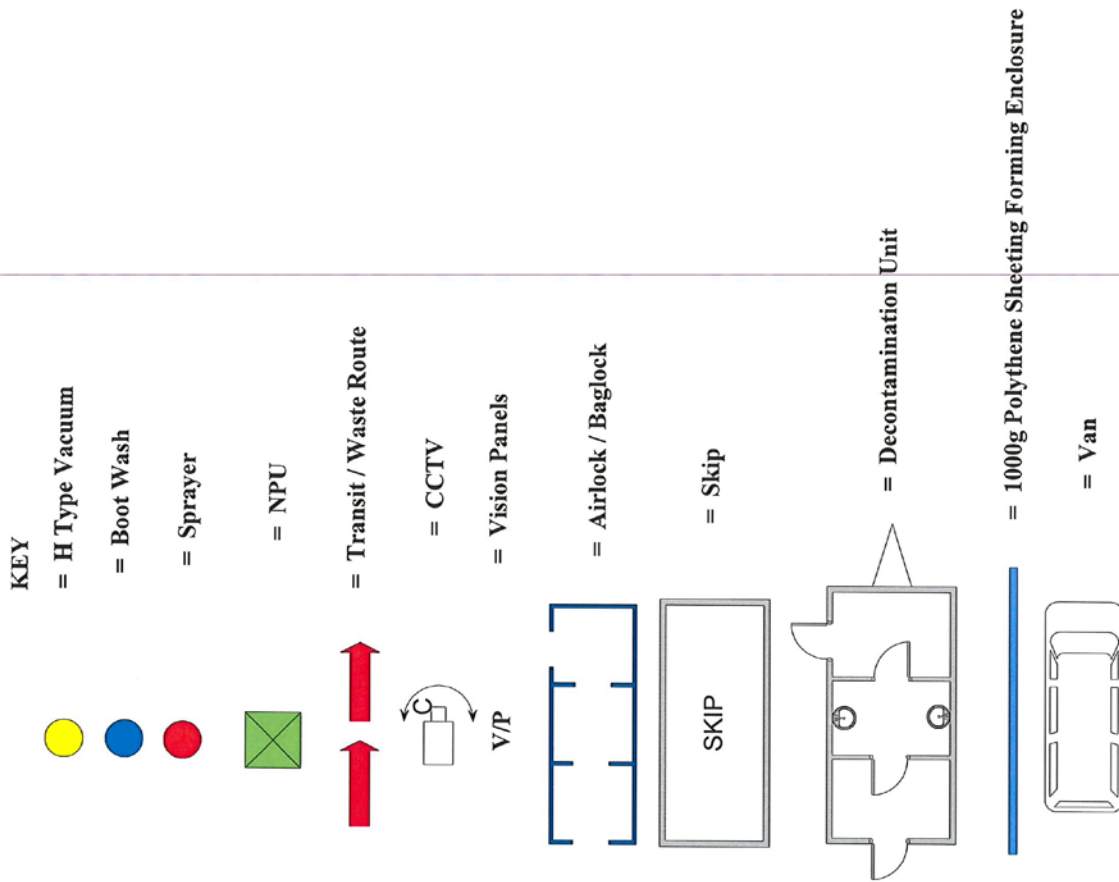 KEY
= H Type Vacuum
= Boot Wash
= Sprayer
= NPU
= Transit / Waste Route
C
= CCTV
V/P
= Vision Panels
= Airlock / Baglock
SKIP
= Skip
= Decontamination Unit
= 1000g Polythene Sheeting Forming Enclosure
= Van